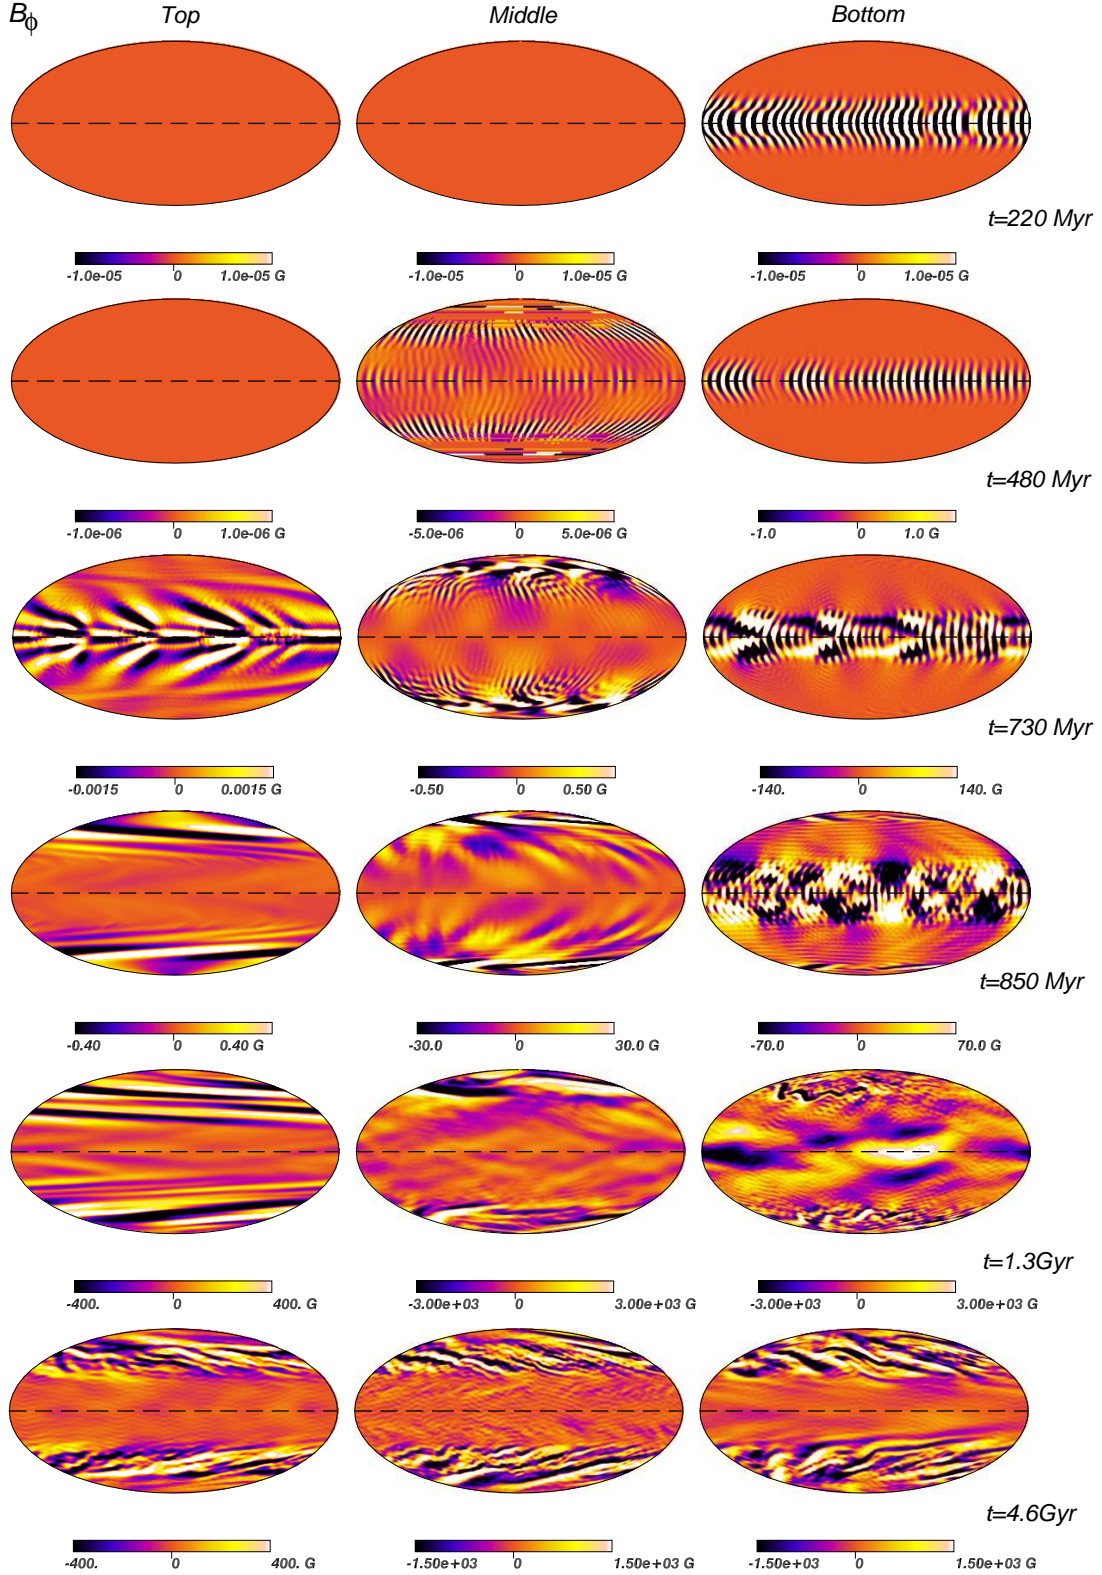 Bϕ Top Middle Bottom
t=220 Myr
-1.0e-05 0 1.0e-05 G -1.0e-05 0 1.0e-05 G -1.0e-05 0 1.0e-05 G
t=480 Myr
-1.0e-06 0 1.0e-06 G -5.0e-06 0 5.0e-06 G -1.0 0 1.0 G
t=730 Myr
-0.0015 0 0.0015 G -0.50 0 0.50 G -140. 0 140. G
t=850 Myr
-0.40 0 0.40 G -30.0 0 30.0 G -70.0 0 70.0 G
t=1.3Gyr
-400. 0 400. G -3.00e+03 0 3.00e+03 G -3.00e+03 0 3.00e+03 G
t=4.6Gyr
-400. 0 400. G -1.50e+03 0 1.50e+03 G -1.50e+03 0 1.50e+03 G